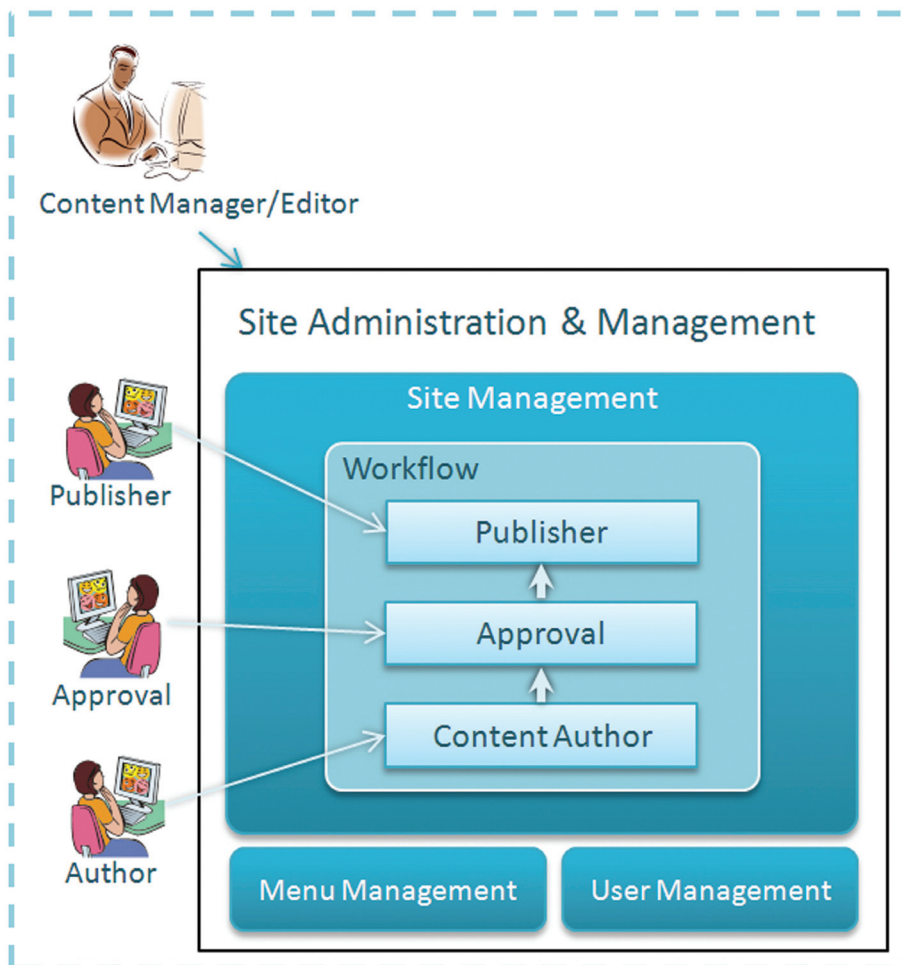 Content Manager/Editor
Site Administration & Management
Site Management
Workflow
Publisher
Publisher
Approval
Approval
Content Author
Author
Menu Management
User Management